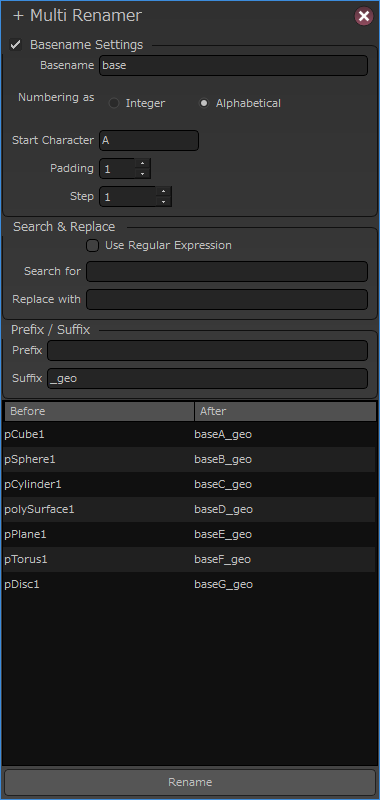 + Multi Renamer
Basename Settings
Basename base
Numbering as Integer Alphabetical
Start Character A
Padding 1
Step 1
Search & Replace
Use Regular Expression
Search for
Replace with
Prefix / Suffix
Prefix
Suffix _geo
Before After
pCube1 baseA_geo
pSphere1 baseB_geo
pCylinder1 baseC_geo
polySurface1 baseD_geo
pPlane1 baseE_geo
pTorus1 baseF_geo
pDisc1 baseG_geo
Rename